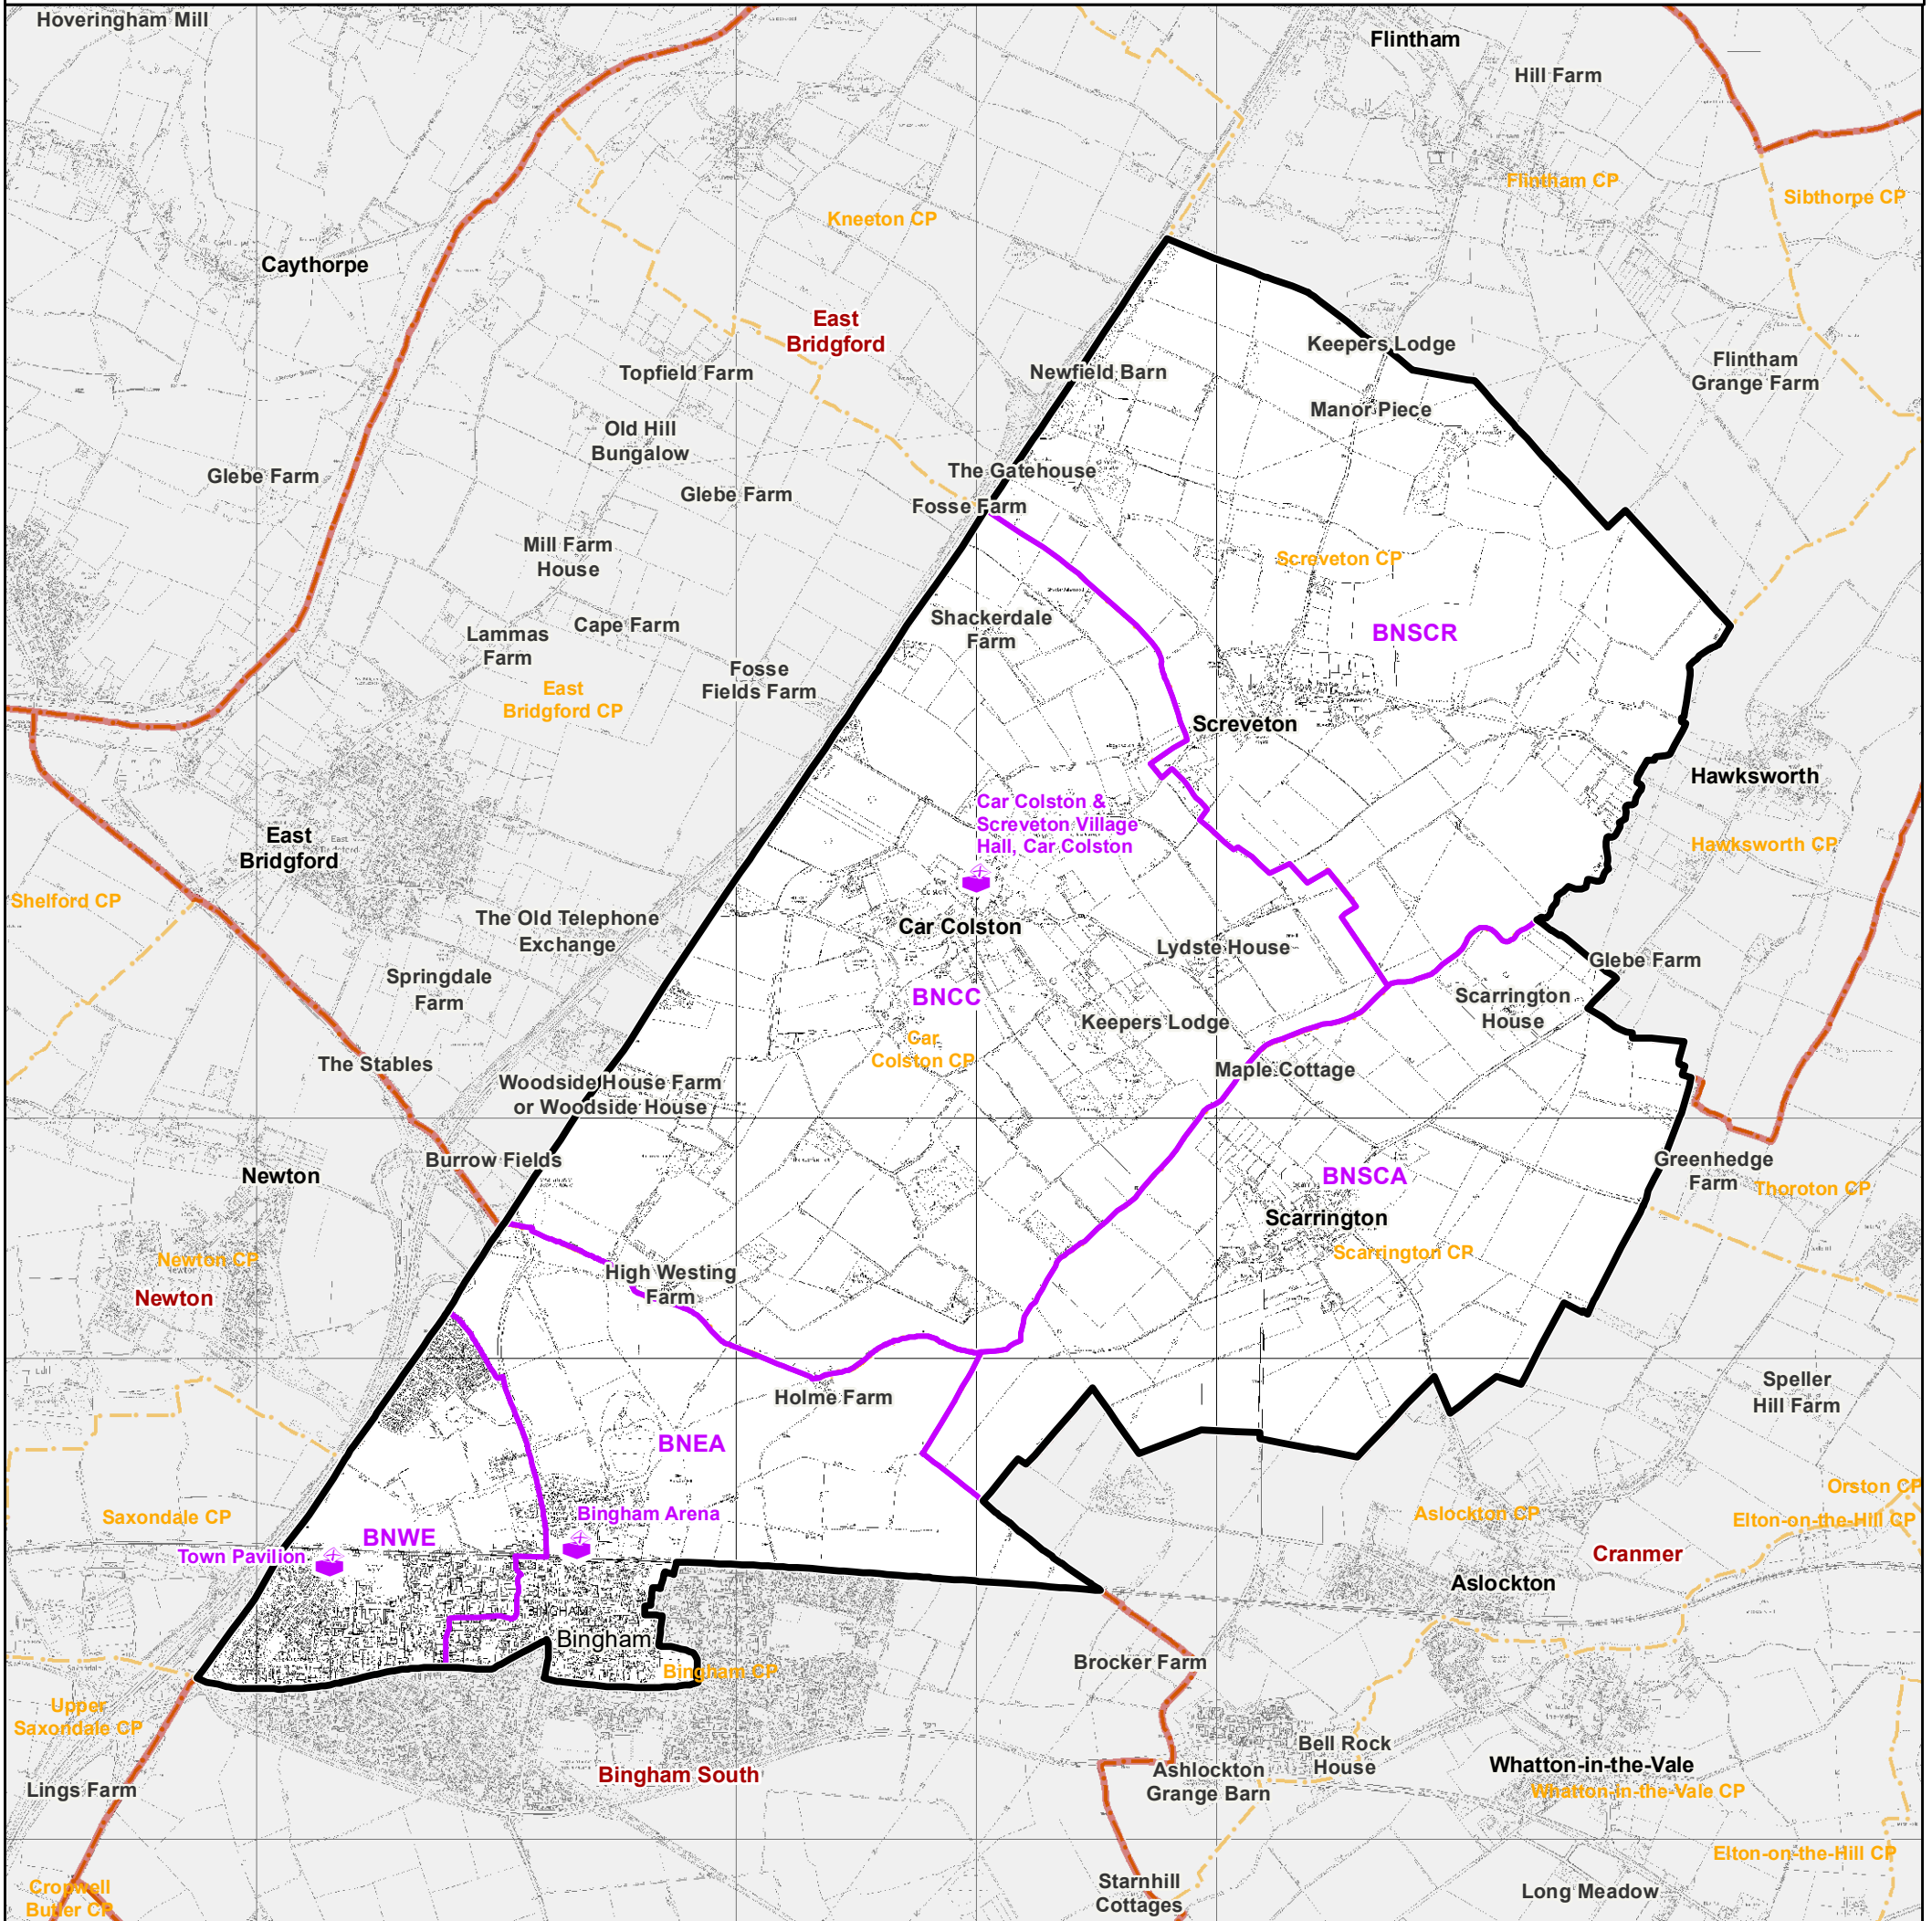 Hoveringham Mill
Flintham
Hill Farm
Flintham CP
Sibthorpe CP
Kneeton CP
Caythorpe
East
Bridgford
Keepers Lodge
Flintham
Grange Farm
Topfield Farm
Newfield Barn
Manor Piece
Old Hill
Bungalow
Glebe Farm
The Gatehouse
Glebe Farm
Fosse Farm
Mill Farm
House
Screveton CP
Shackerdale
Farm
Cape Farm
Lammas
Farm
BNSCR
Fosse
Fields Farm
East
Bridgford CP
Screveton
Hawksworth
Car Colston &
Screveton Village
Hall, Car Colston
East
Bridgford
Hawksworth CP
Shelford CP
The Old Telephone
Exchange
Car Colston
Lydste House
Glebe Farm
Springdale
Farm
BNCC
Scarrington
House
Keepers Lodge
Car
Colston CP
The Stables
Maple Cottage
Woodside House Farm
or Woodside House
Burrow Fields
Newton
BNSCA
Greenhedge
Farm
Thoroton CP
Scarrington
Scarrington CP
Newton CP
Newton
High Westing
Farm
Holme Farm
Speller
Hill Farm
BNEA
Orston CP
Saxondale CP
Bingham Arena
Aslockton CP
Elton-on-the-Hill CP
BNWE
Town Pavilion
Cranmer
Aslockton
BINGHAM
Bingham
Bingham CP
Brocker Farm
Upper
Saxondale CP
Bell Rock
House
Whatton-in-the-Vale
Whatton-in-the-Vale CP
Bingham South
Ashlockton
Grange Barn
Lings Farm
Elton-on-the-Hill CP
Cropwell
Butler CP
Starnhill
Cottages
Long Meadow